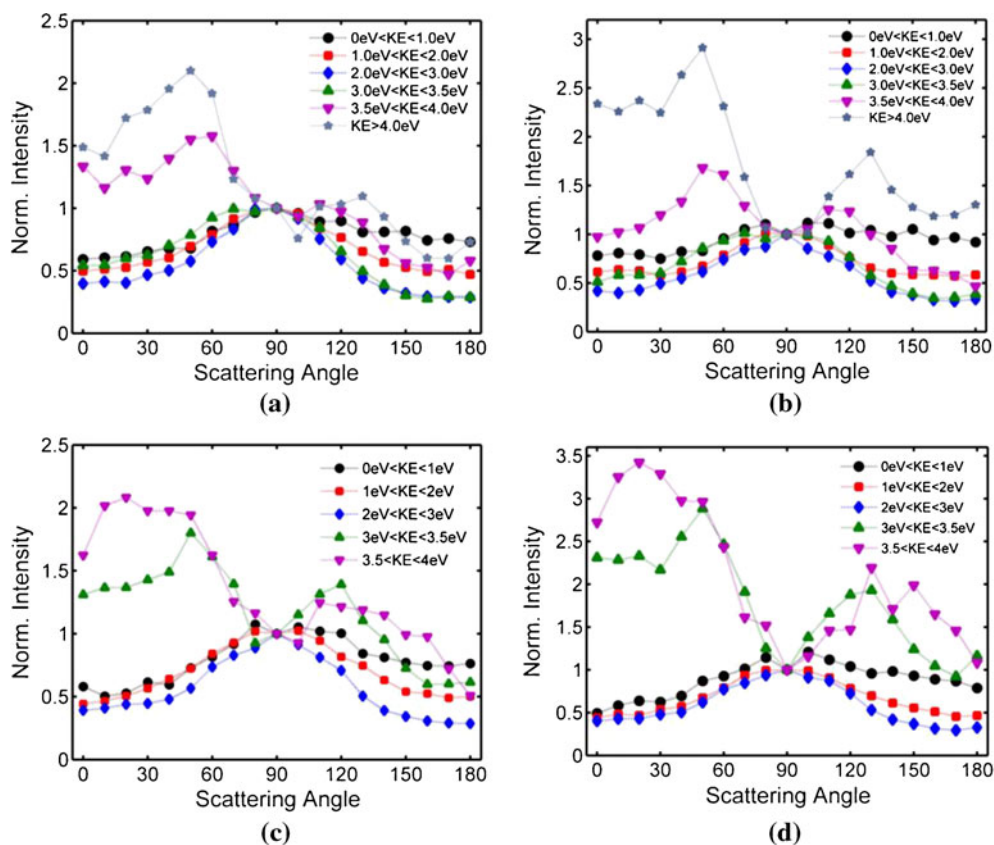 2.5
2
1.5
1
0.5
0
Norm. Intensity
0eV<KE<1.0eV
1.0eV<KE<2.0eV
2.0eV<KE<3.0eV
3.0eV<KE<3.5eV
3.5eV<KE<4.0eV
KE>4.0eV
0 30 60 90 120 150 180
Scattering Angle
(a)
3
2.5
2
1.5
1
0.5
0
Norm. Intensity
0eV<KE<1.0eV
1.0eV<KE<2.0eV
2.0eV<KE<3.0eV
3.0eV<KE<3.5eV
3.5eV<KE<4.0eV
KE>4.0eV
0 30 60 90 120 150 180
Scattering Angle
(b)
2.5
2
1.5
1
0.5
0
Norm. Intensity
0eV<KE<1eV
1eV<KE<2eV
2eV<KE<3eV
3eV<KE<3.5eV
3.5<KE<4eV
0 30 60 90 120 150 180
Scattering Angle
(c)
3.5
3
2.5
2
1.5
1
0.5
0
Norm. Intensity
0eV<KE<1eV
1eV<KE<2eV
2eV<KE<3eV
3eV<KE<3.5eV
3.5<KE<4eV
0 30 60 90 120 150 180
Scattering Angle
(d)